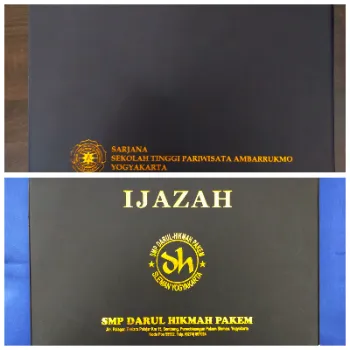 SARJANA
SEKOLAH TINGGI PARIWISATA AMBARRUKMO
YOGYAKARTA
IJAZAH
SMP DARUL-HIKMAH PAKEM
dh
SLEMAN YOGYAKARTA
SMP DARUL HIKMAH PAKEM